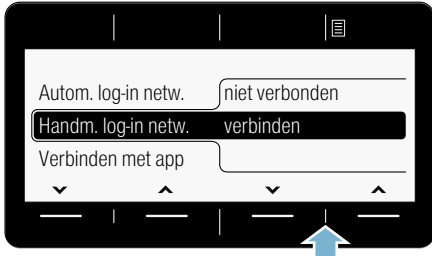 Autom. log-in netw. niet verbonden
Handm. log-in netw. verbinden
Verbinden met app